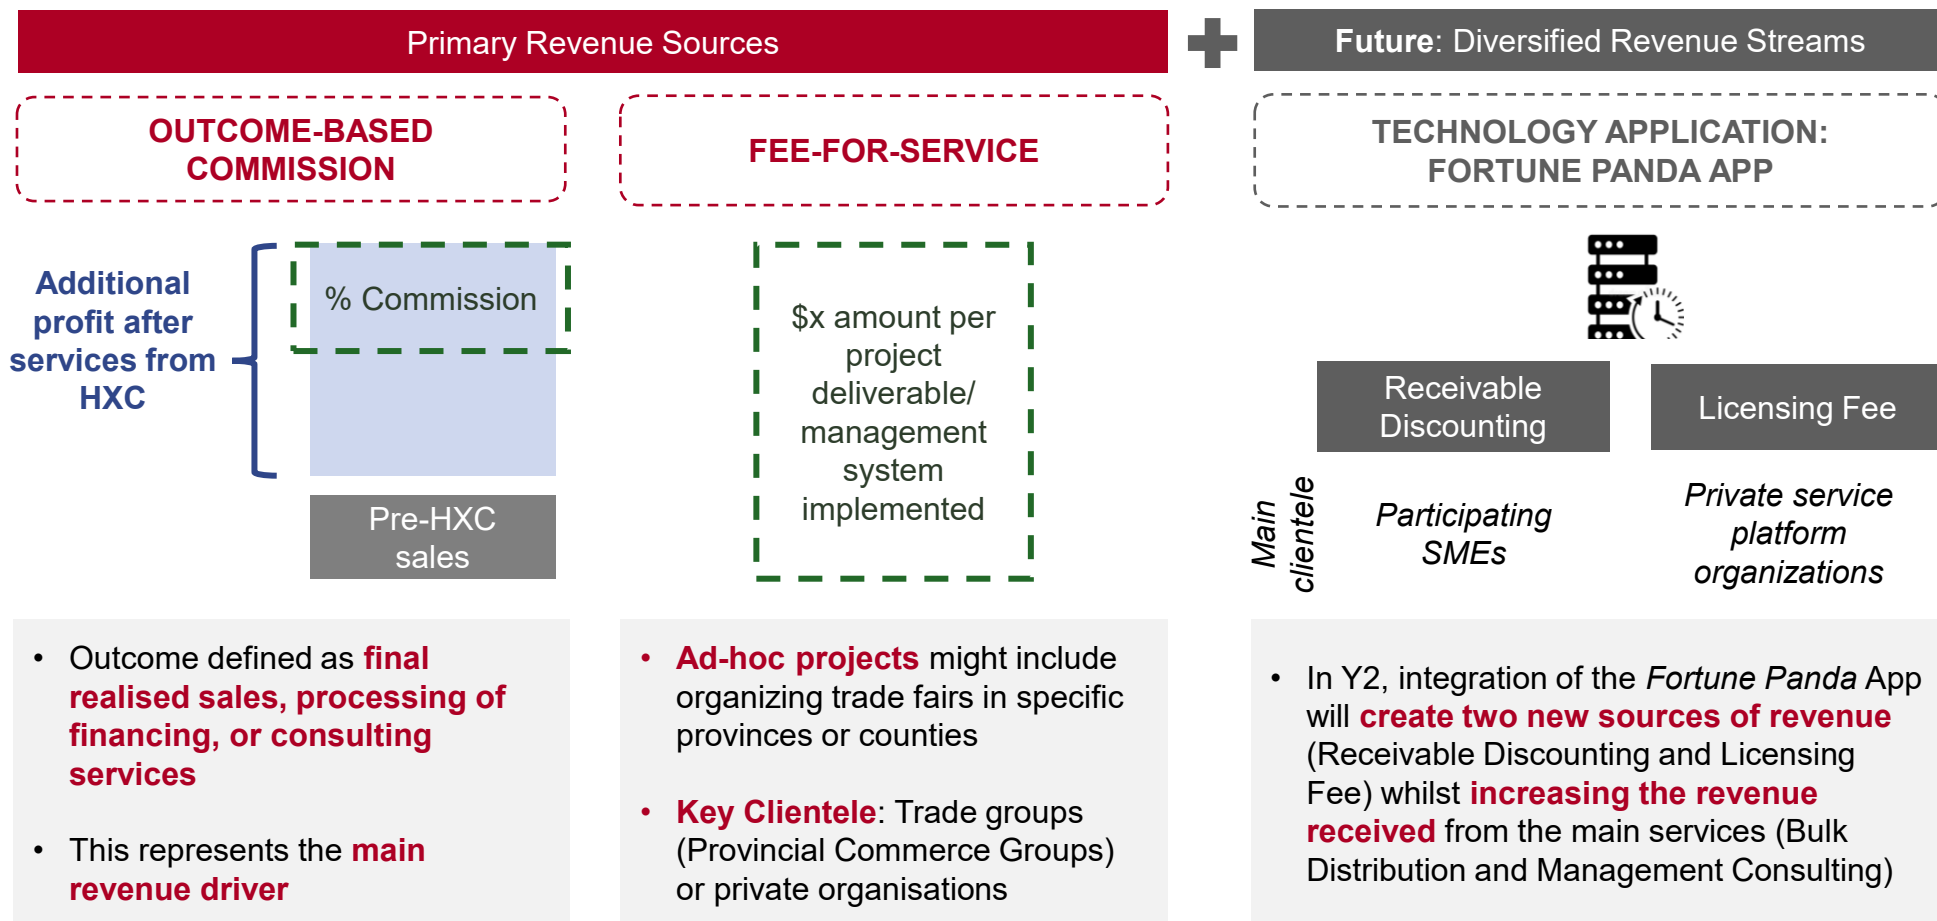 Primary Revenue Sources
Future: Diversified Revenue Streams
OUTCOME-BASED
COMMISSION
FEE-FOR-SERVICE
TECHNOLOGY APPLICATION:
FORTUNE PANDA APP
Additional
profit after
services from
HXC
% Commission
Pre-HXC
sales
$x amount per
project
deliverable/
management
system
implemented
Receivable
Discounting
Licensing Fee
Main
clientele
Participating
SMEs
Private service
platform
organizations
• Outcome defined as final
realised sales, processing of
financing, or consulting
services
• This represents the main
revenue driver
• Ad-hoc projects might include
organizing trade fairs in specific
provinces or counties
• Key Clientele: Trade groups
(Provincial Commerce Groups)
or private organisations
• In Y2, integration of the Fortune Panda App
will create two new sources of revenue
(Receivable Discounting and Licensing
Fee) whilst increasing the revenue
received from the main services (Bulk
Distribution and Management Consulting)